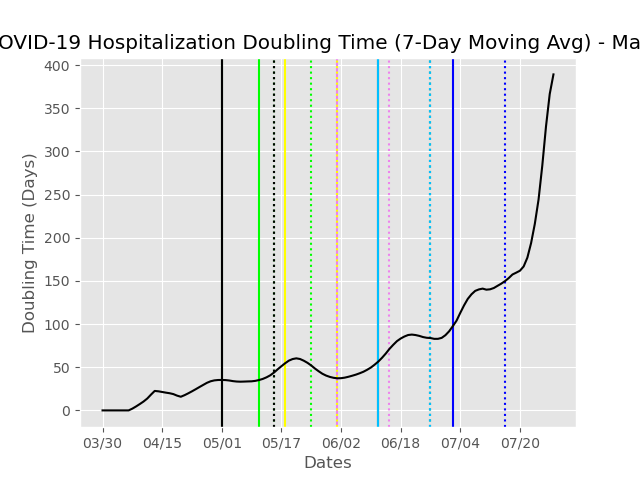 OVID-19 Hospitalization Doubling Time (7-Day Moving Avg) - Ma
400
350
300
250
200
150
100
50
0
Doubling Time (Days)
03/30 04/15 05/01 05/17 06/02 06/18 07/04 07/20
Dates